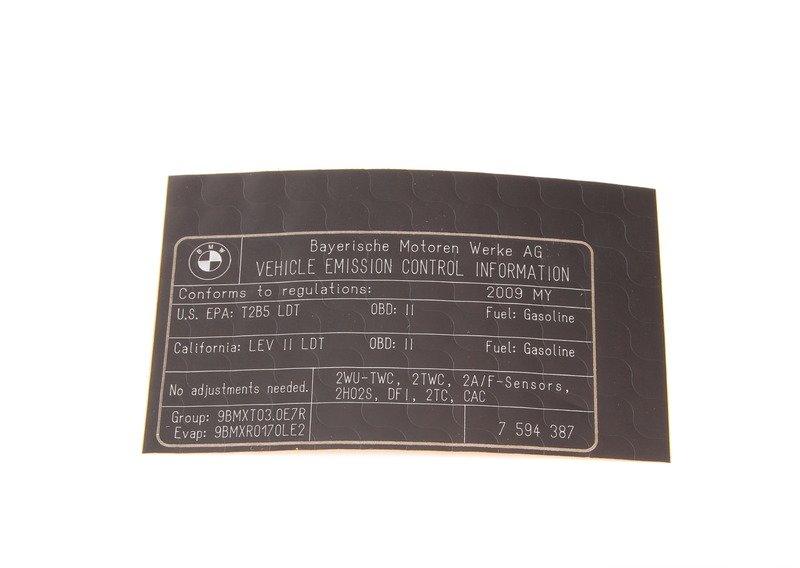 BMW
Bayerische Motoren Werke AG
VEHICLE EMISSION CONTROL INFORMATION
Conforms to regulations: 2009 MY
U.S. EPA: T2B5 LDT OBD: II Fuel: Gasoline
California: LEV II LDT OBD: II Fuel: Gasoline
No adjustments needed.
2WU-TWC, 2TWC, 2A/F-Sensors,
2HO2S, DFI, 2TC, CAC
Group: 9BMXT03.0E7R
Evap: 9BMXR0170LE2
7 594 387